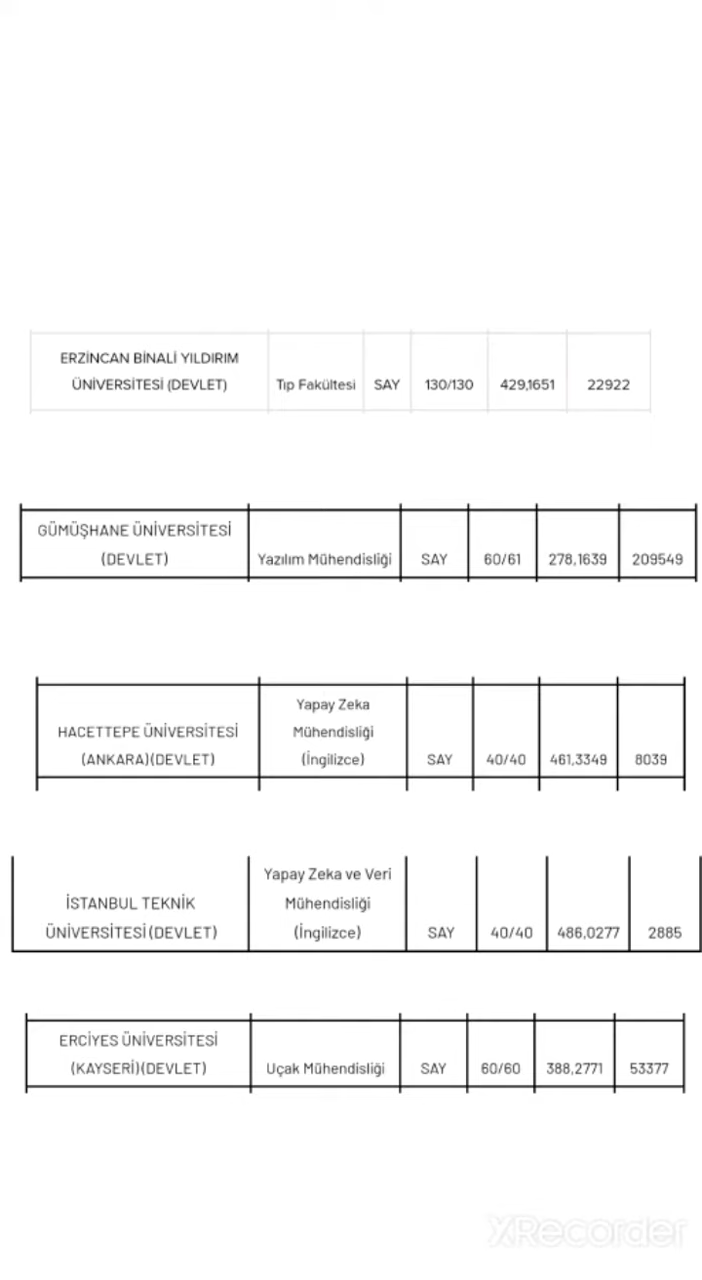 ERZİNCAN BİNALİ YILDIRIM
ÜNİVERSİTESİ (DEVLET) Tıp Fakültesi SAY 130/130 429,1651 22922
GÜMÜŞHANE ÜNİVERSİTESİ
(DEVLET) Yazılım Mühendisliği SAY 60/61 278,1639 209549
Yapay Zeka
HACETTEPE ÜNİVERSİTESİ Mühendisliği
(ANKARA)(DEVLET) (İngilizce) SAY 40/40 461,3349 8039
Yapay Zeka ve Veri
İSTANBUL TEKNİK Mühendisliği
ÜNİVERSİTESİ(DEVLET) (İngilizce) SAY 40/40 486,0277 2885
ERCİYES ÜNİVERSİTESİ
(KAYSERİ)(DEVLET) Uçak Mühendisliği SAY 60/60 388,2771 53377
XRecorder